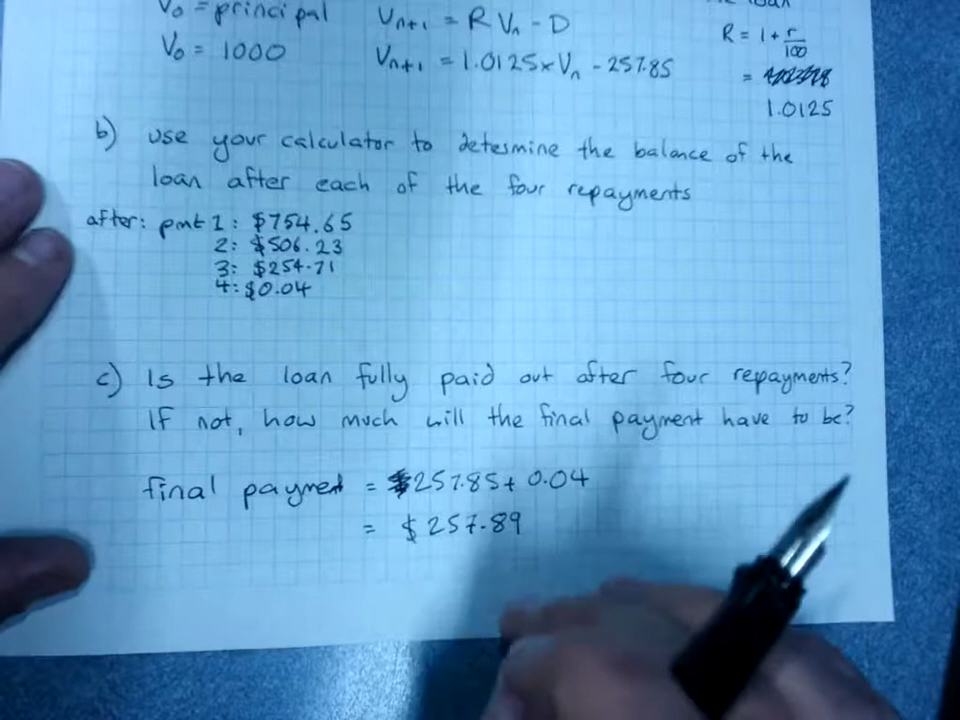 V₀ = principal Vn+1 = R Vn - D
V₀ = 1000 Vn+1 = 1.0125 x Vn - 257.85
loan
R = 1 + r/100
=
1.0125
b) use your calculator to determine the balance of the
loan after each of the four repayments
after: pmt 1: $754.65
2: $506.23
3: $254.71
4: $0.04
c) Is the loan fully paid out after four repayments?
If not, how much will the final payment have to be?
final payment = $257.85 + 0.04
= $257.89